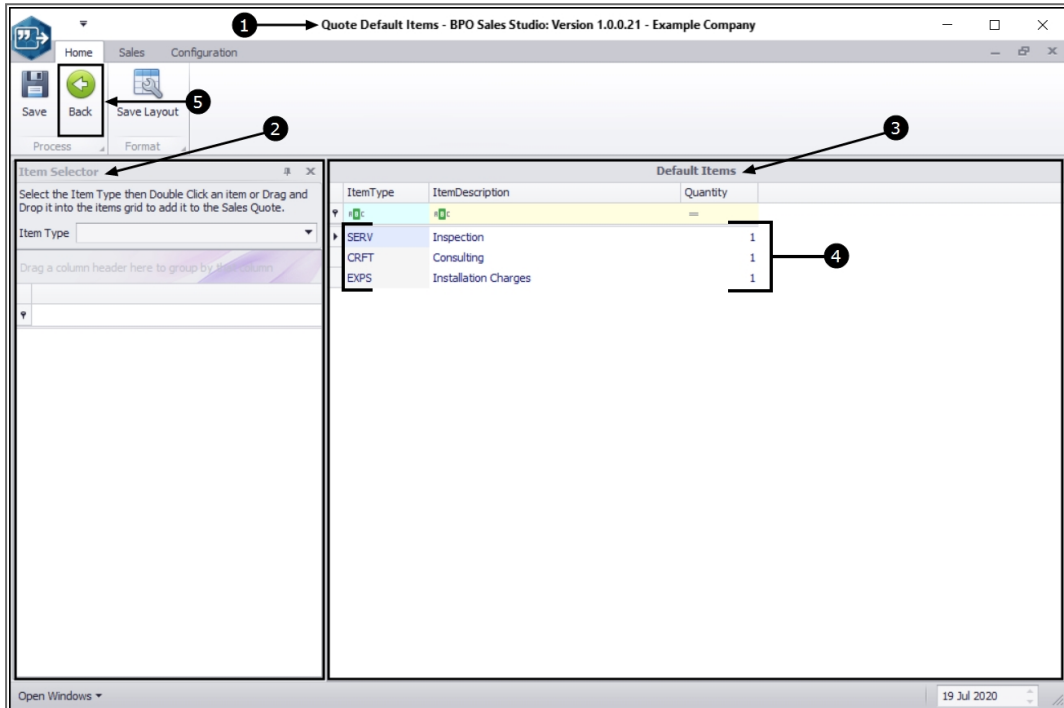 1
Quote Default Items - BPO Sales Studio: Version 1.0.0.21 - Example Company
Home Sales Configuration
Save Back Save Layout
5
Process Format
2
3
Item Selector
Default Items
Select the Item Type then Double Click an item or Drag and
Drop it into the items grid to add it to the Sales Quote.
Item Type
Drag a column header here to group by this column
ItemType ItemDescription Quantity
ABC ABC =
SERV Inspection 1
CRFT Consulting 1
EXPS Installation Charges 1
4
Open Windows
19 Jul 2020